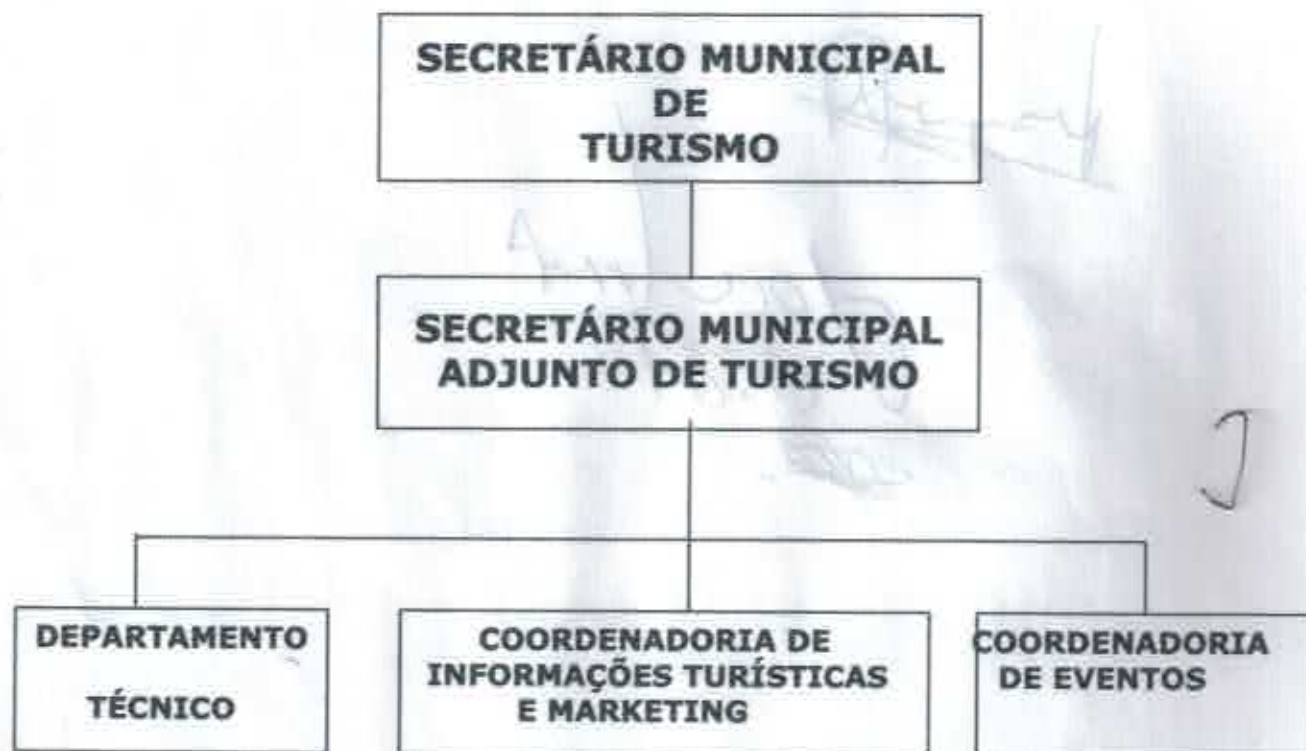 SECRETÁRIO MUNICIPAL
DE
TURISMO
SECRETÁRIO MUNICIPAL
ADJUNTO DE TURISMO
DEPARTAMENTO
TÉCNICO
COORDENADORIA DE
INFORMAÇÕES TURÍSTICAS
E MARKETING
COORDENADORIA
DE EVENTOS